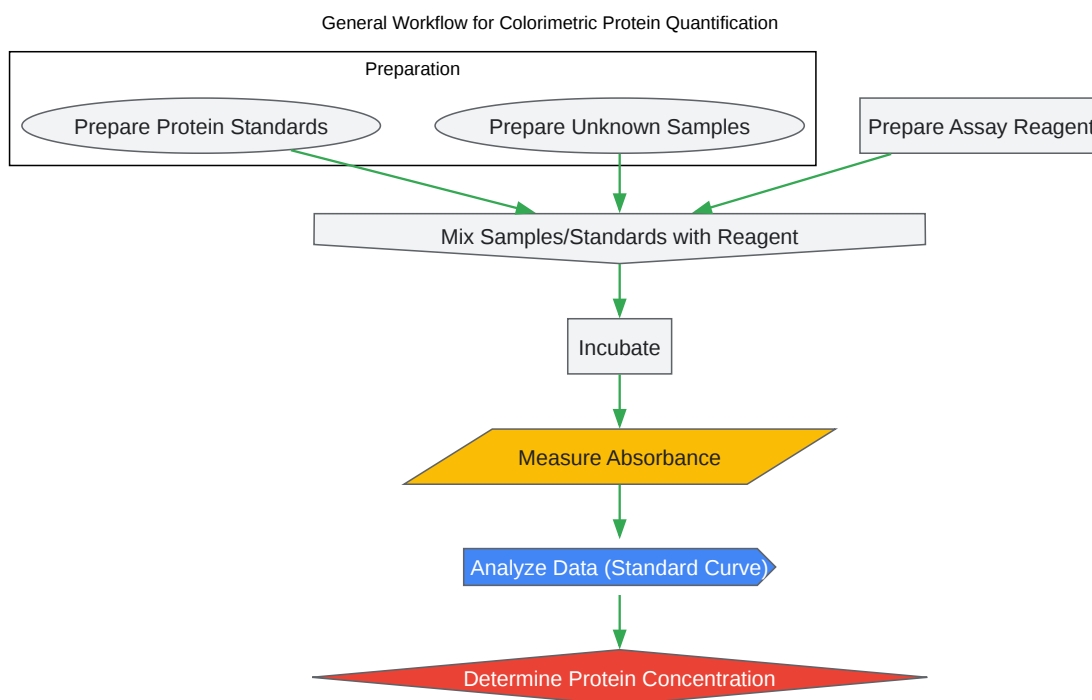 General Workflow for Colorimetric Protein Quantification
Preparation
Prepare Protein Standards
Prepare Unknown Samples
Prepare Assay Reagent
Mix Samples/Standards with Reagent
Incubate
Measure Absorbance
Analyze Data (Standard Curve)
Determine Protein Concentration